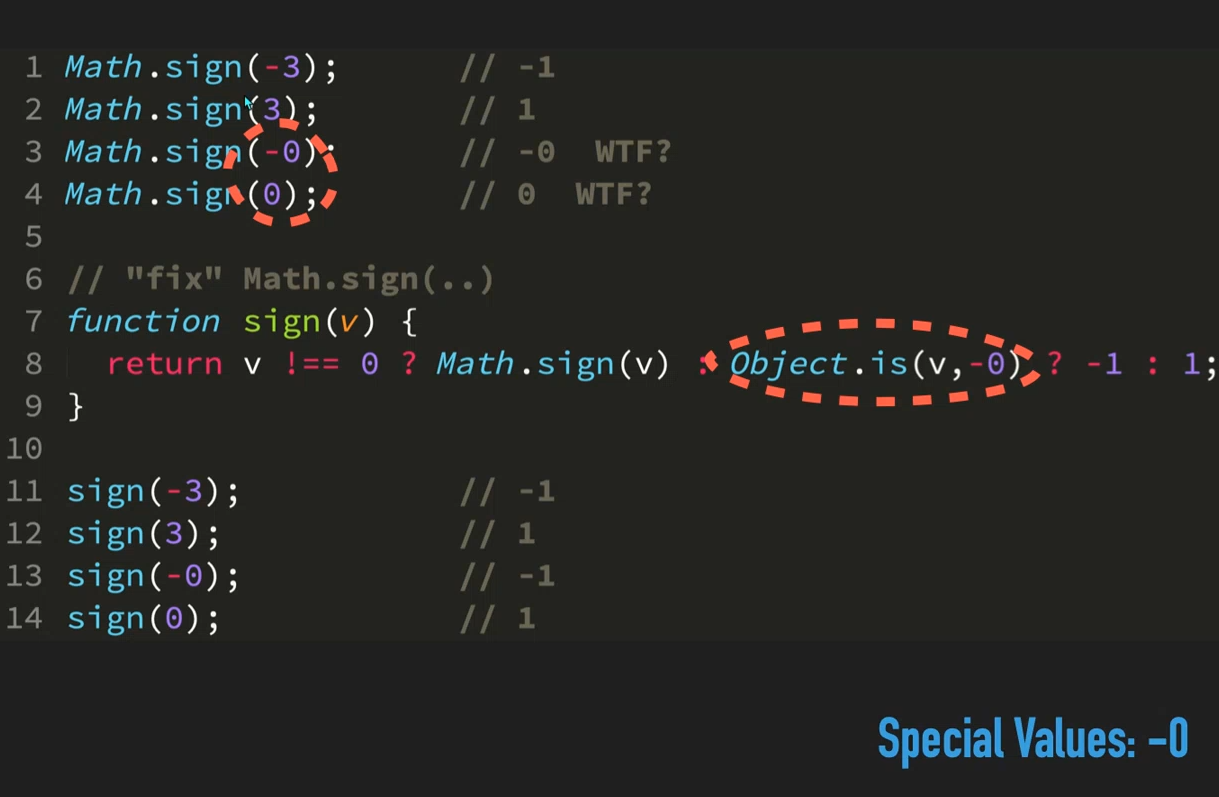 1 Math.sign(-3); // -1
2 Math.sign(3); // 1
3 Math.sign(-0); // -0 WTF?
4 Math.sign(0); // 0 WTF?
5
6 // "fix" Math.sign(..)
7 function sign(v) {
8 return v !== 0 ? Math.sign(v) : Object.is(v,-0) ? -1 : 1;
9 }
10
11 sign(-3); // -1
12 sign(3); // 1
13 sign(-0); // -1
14 sign(0); // 1
Special Values: -0